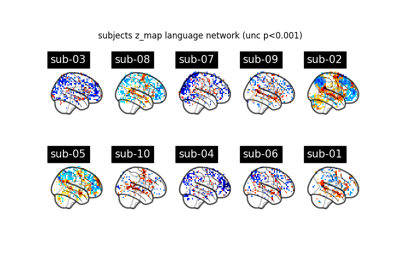 subjects z_map language network (unc p<0.001)
sub-03 sub-08 sub-07 sub-09 sub-02
sub-05 sub-10 sub-04 sub-06 sub-01